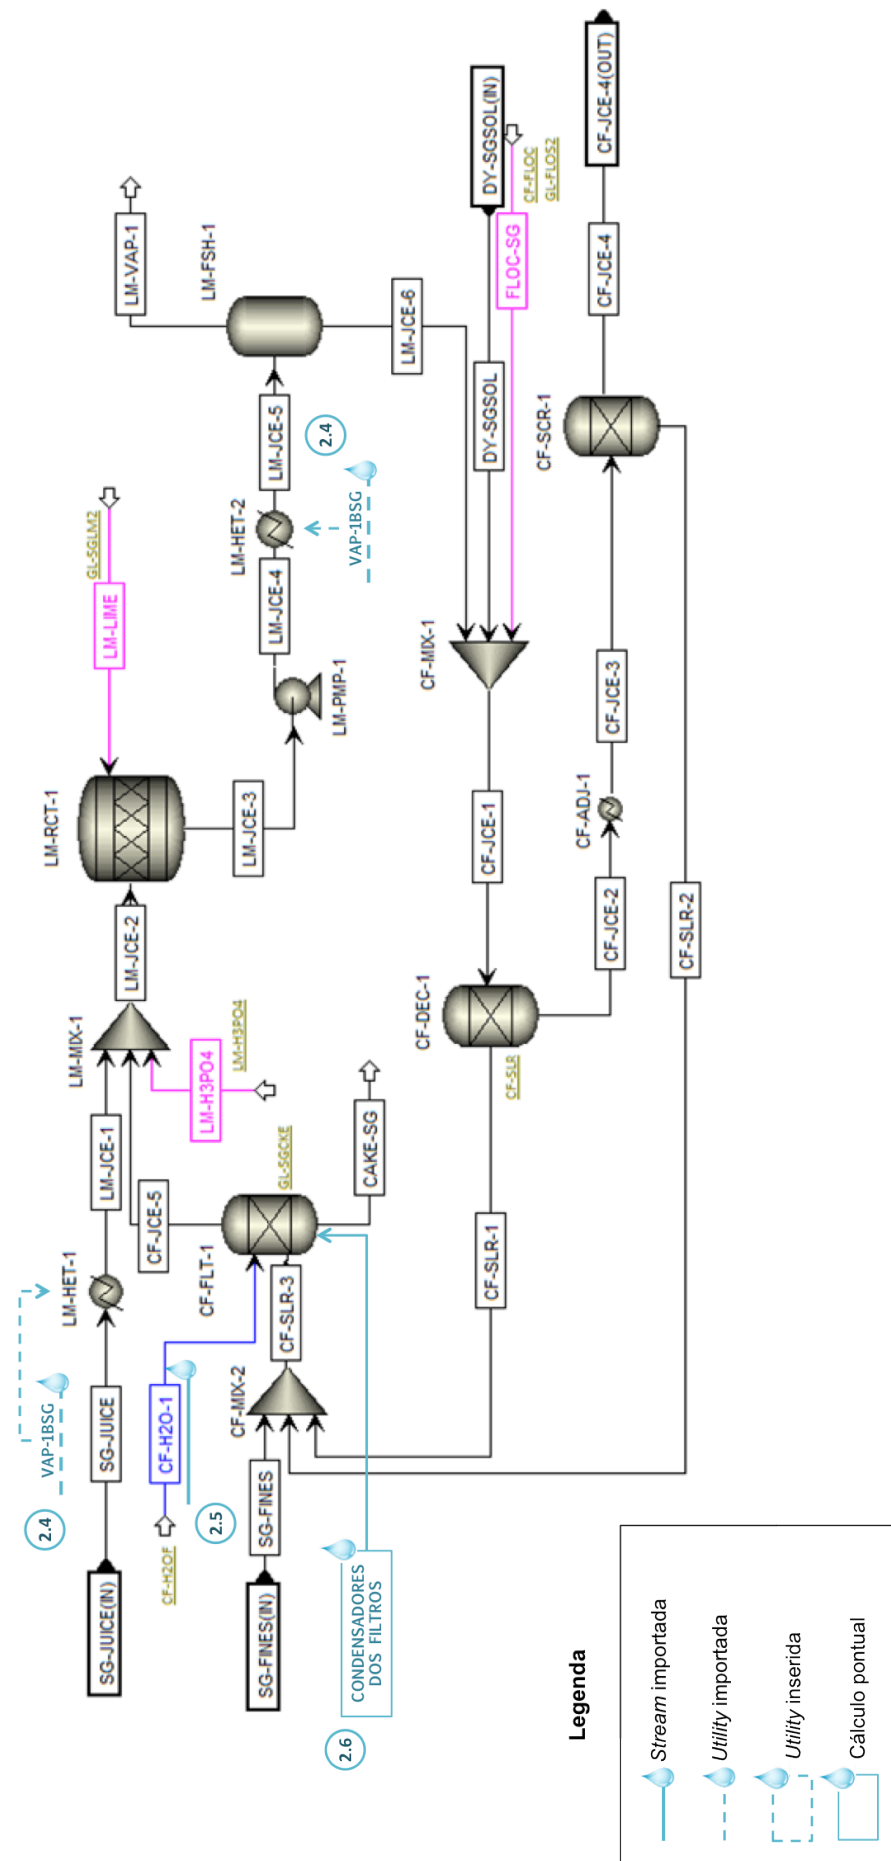 SG-JUICE(IN)
2.4
VAP-1BSG
SG-JUICE
LM-HET-1
LM-JCE-1
LM-MIX-1
LM-JCE-2
LM-RCT-1
LM-LIME
GL-SGLM2
LM-JCE-3
LM-PMP-1
LM-JCE-4
LM-HET-2
VAP-1BSG
2.4
LM-JCE-5
LM-FSH-1
LM-VAP-1
LM-JCE-6
CF-H2OF
CF-H2O-1
2.5
CF-JCE-5
CF-FLT-1
GL-SGCKE
LM-H3PO4
LM-H3PO4
CAKE-SG
SG-FINES(IN)
SG-FINES
CF-MIX-2
CF-SLR-3
2.6
CONDENSADORES
DOS FILTROS
CF-SLR-1
CF-DEC-1
CF-SLR
CF-JCE-1
CF-MIX-1
DY-SGSOL
DY-SGSOL(IN)
FLOC-SG
CF-FLOC
GL-FLOS2
CF-JCE-2
CF-ADJ-1
CF-JCE-3
CF-SCR-1
CF-JCE-4
CF-JCE-4(OUT)
CF-SLR-2
Legenda
Stream importada
Utility importada
Utility inserida
Cálculo pontual